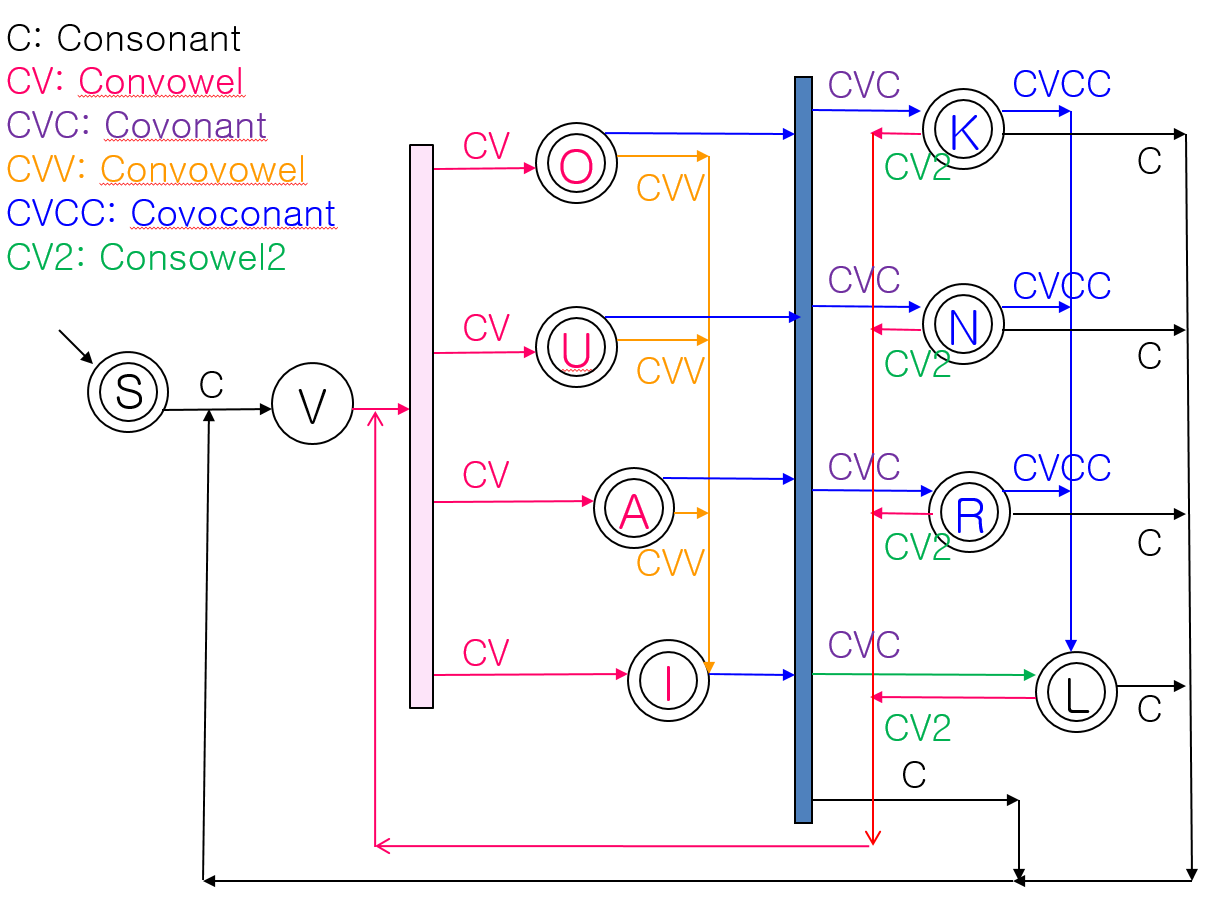 C: Consonant
CV: Convowel
CVC: Covonant
CVV: Convovowel
CVCC: Covoconant
CV2: Consowel2
CVC K CVCC
CV O CV2 C
CVV
CVC CVCC
CV U N
CVV CV2 C
S C V
CV CVC CVCC
A R
CVV CV2 C
CV CVC
I L
CV2 C
C